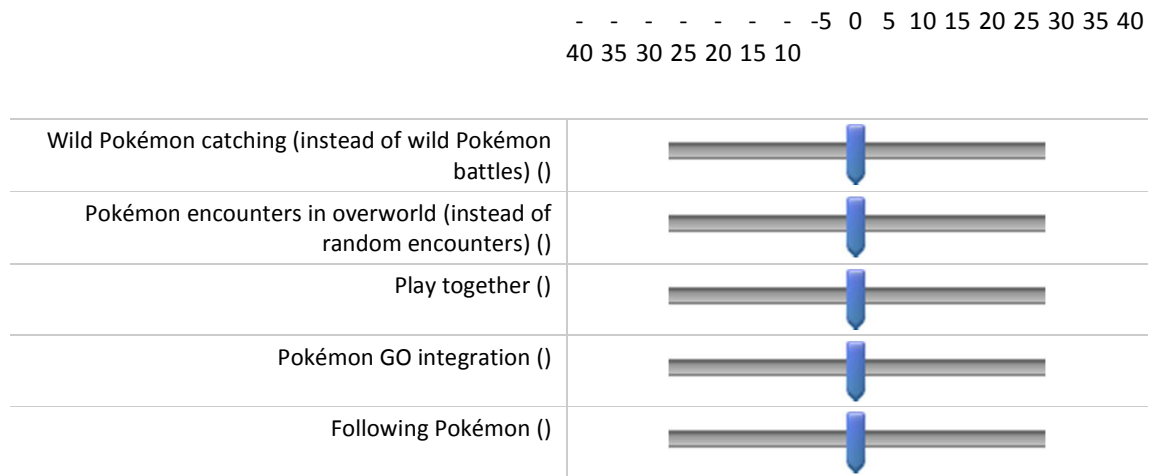 - - - - - - - -5 0 5 10 15 20 25 30 35 40
40 35 30 25 20 15 10
Wild Pokémon catching (instead of wild Pokémon
battles) ()
Pokémon encounters in overworld (instead of
random encounters) ()
Play together ()
Pokémon GO integration ()
Following Pokémon ()